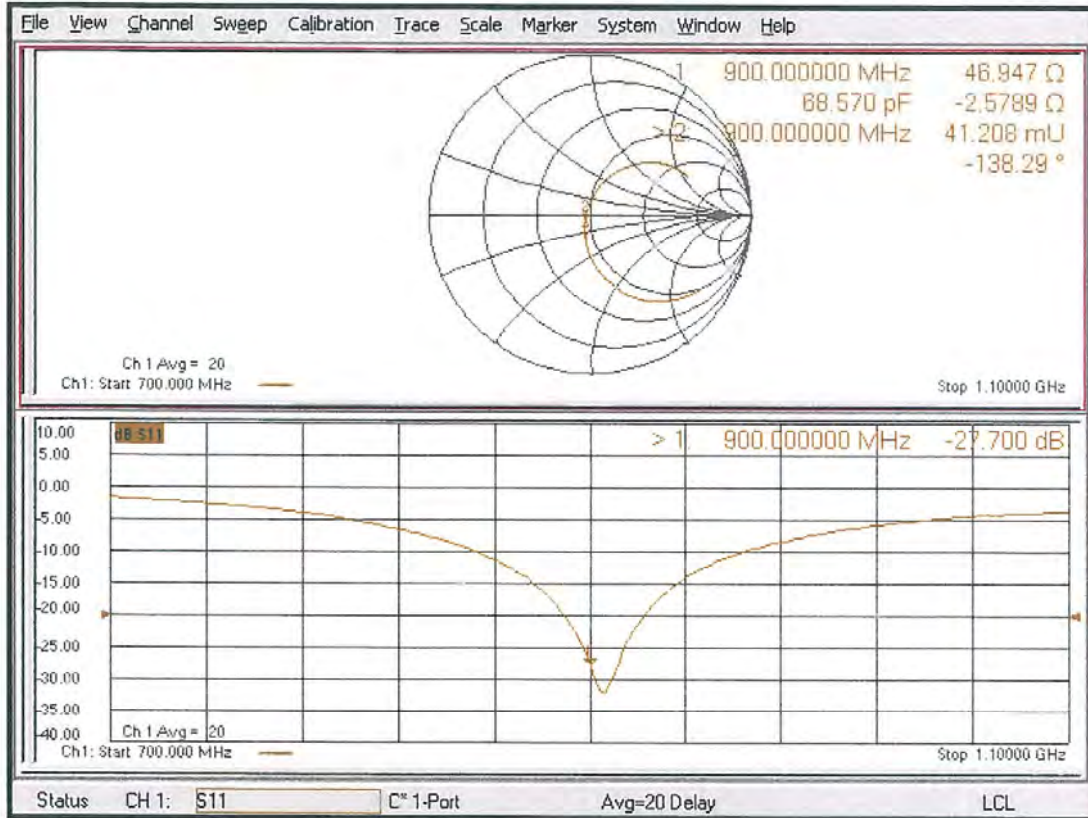 File View Channel Sweep Calibration Trace Scale Marker System Window Help
1 900.000000 MHz 46.947 Ω
68.570 pF -2.5789 Ω
> 2 900.000000 MHz 41.208 mU
-138.29 °
Ch 1 Avg = 20
Ch1: Start 700.000 MHz
Stop 1.10000 GHz
10.00
dB S11
> 1 900.000000 MHz -27.700 dB
5.00
0.00
-5.00
-10.00
-15.00
-20.00
-25.00
-30.00
-35.00
-40.00
Ch 1 Avg = 20
Ch1: Start 700.000 MHz
Stop 1.10000 GHz
Status CH 1: S11 C* 1-Port Avg=20 Delay LCL